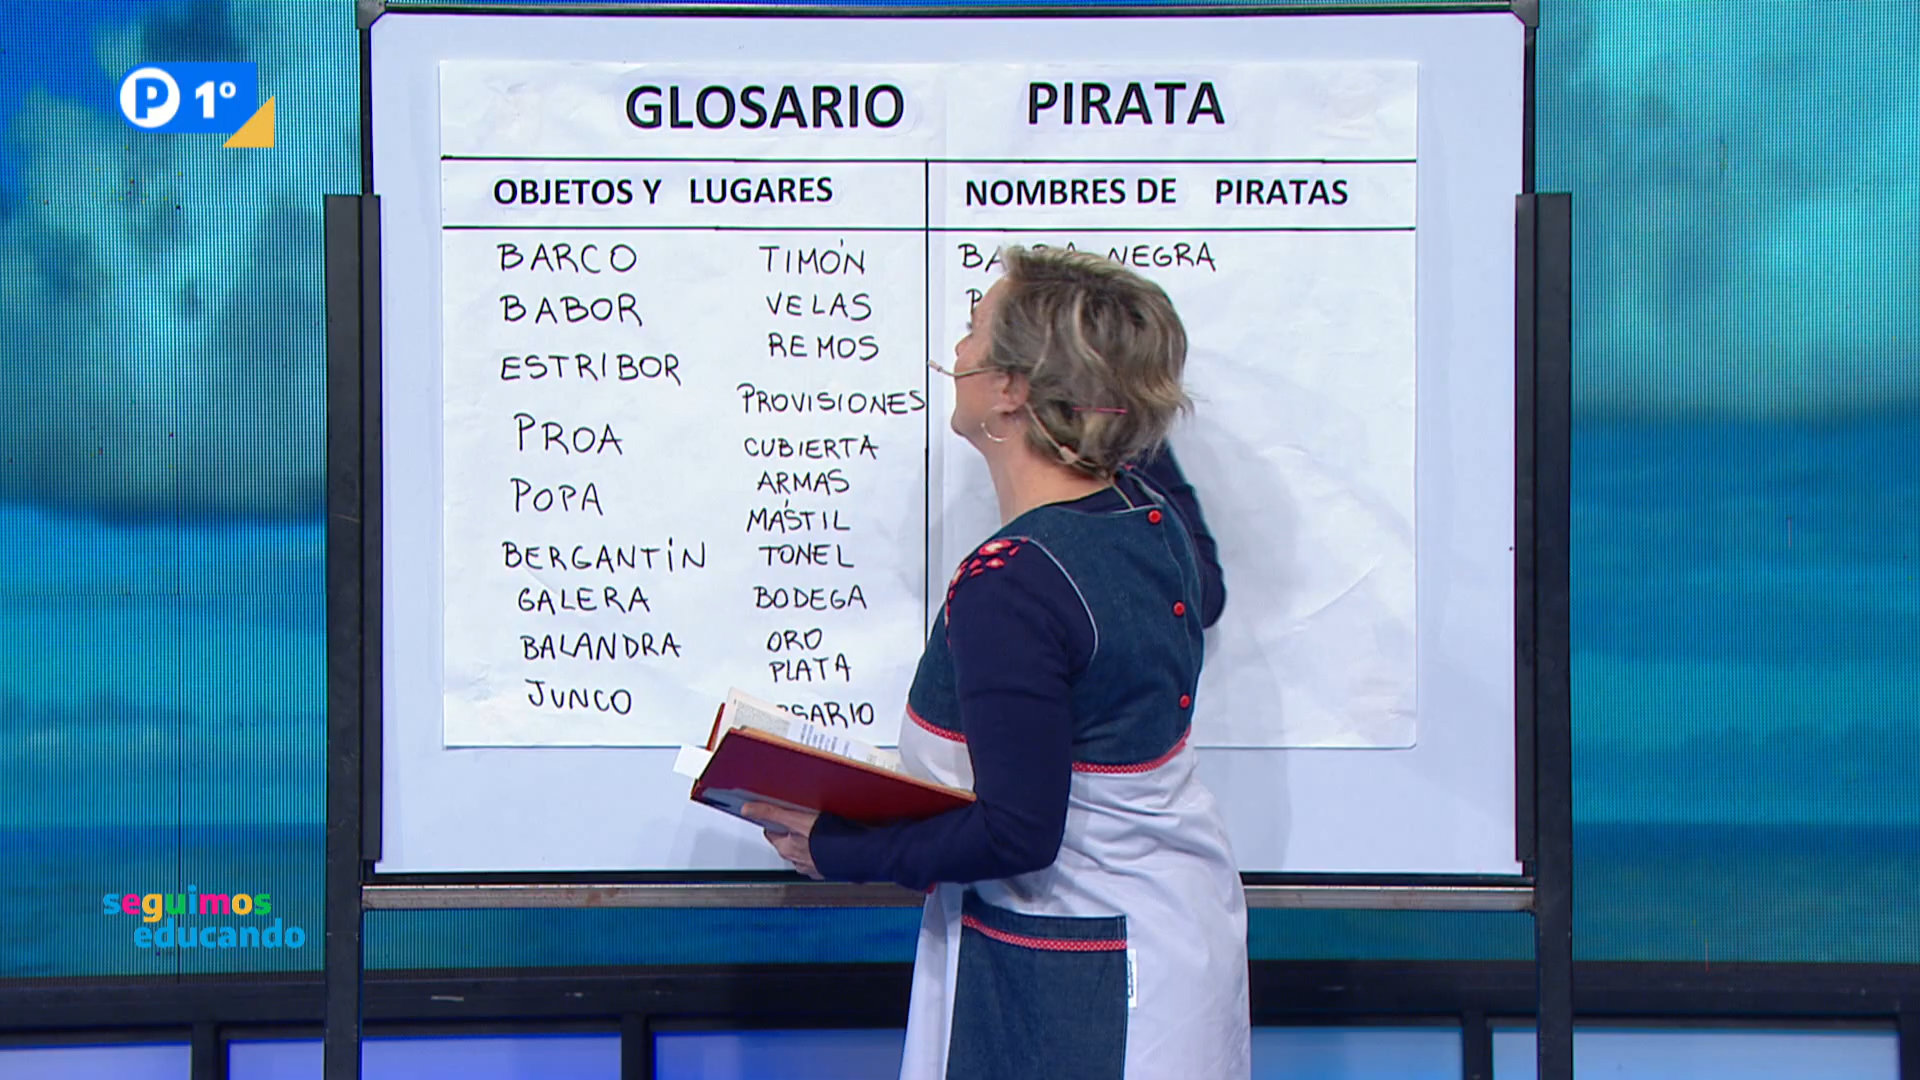 P 1º
GLOSARIO PIRATA
OBJETOS Y LUGARES
NOMBRES DE PIRATAS
BARCO
BABOR
ESTRIBOR
PROA
POPA
BERGANTÍN
GALERA
BALANDRA
JUNCO
TIMÓN
VELAS
REMOS
PROVISIONES
CUBIERTA
ARMAS
MÁSTIL
TONEL
BODEGA
ORO
PLATA
NEGRA
seguimos
educando